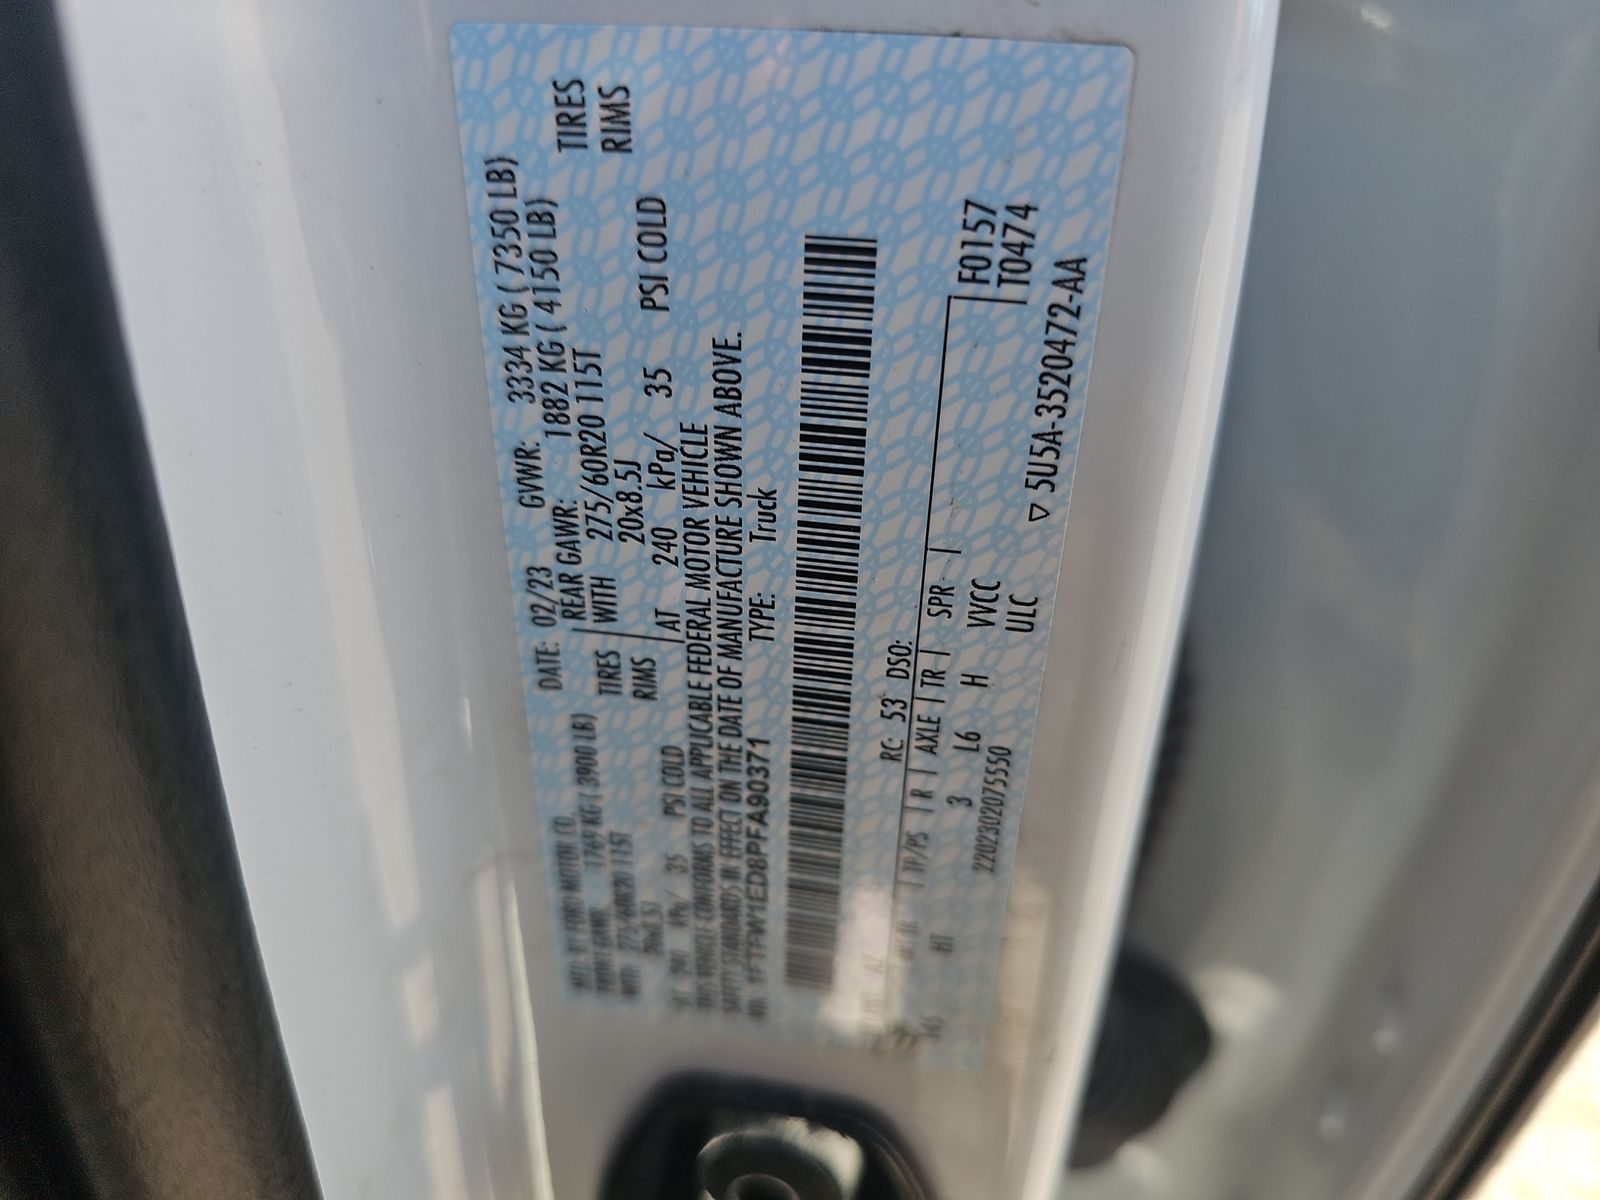 MFD. BY FORD MOTOR CO.
DATE: 02/23 GVWR: 3334 KG ( 7350 LB)
FRONT GAWR: 1769 KG ( 3900 LB) REAR GAWR: 1882 KG ( 4150 LB)
WITH 275/60R20 115T TIRES WITH 275/60R20 115T TIRES
20x8.5J RIMS 20x8.5J RIMS
AT 240 kPa/ 35 PSI COLD AT 240 kPa/ 35 PSI COLD
THIS VEHICLE CONFORMS TO ALL APPLICABLE FEDERAL MOTOR VEHICLE
SAFETY STANDARDS IN EFFECT ON THE DATE OF MANUFACTURE SHOWN ABOVE.
VIN: 1FTFW1ED8PFA90371 TYPE: Truck
RC: 53 DSO:
TP/PS R AXLE TR SPR F0157
145 3 L6 H VVCC T0474
2202302075550 ULC
▽ 5U5A-3520472-AA